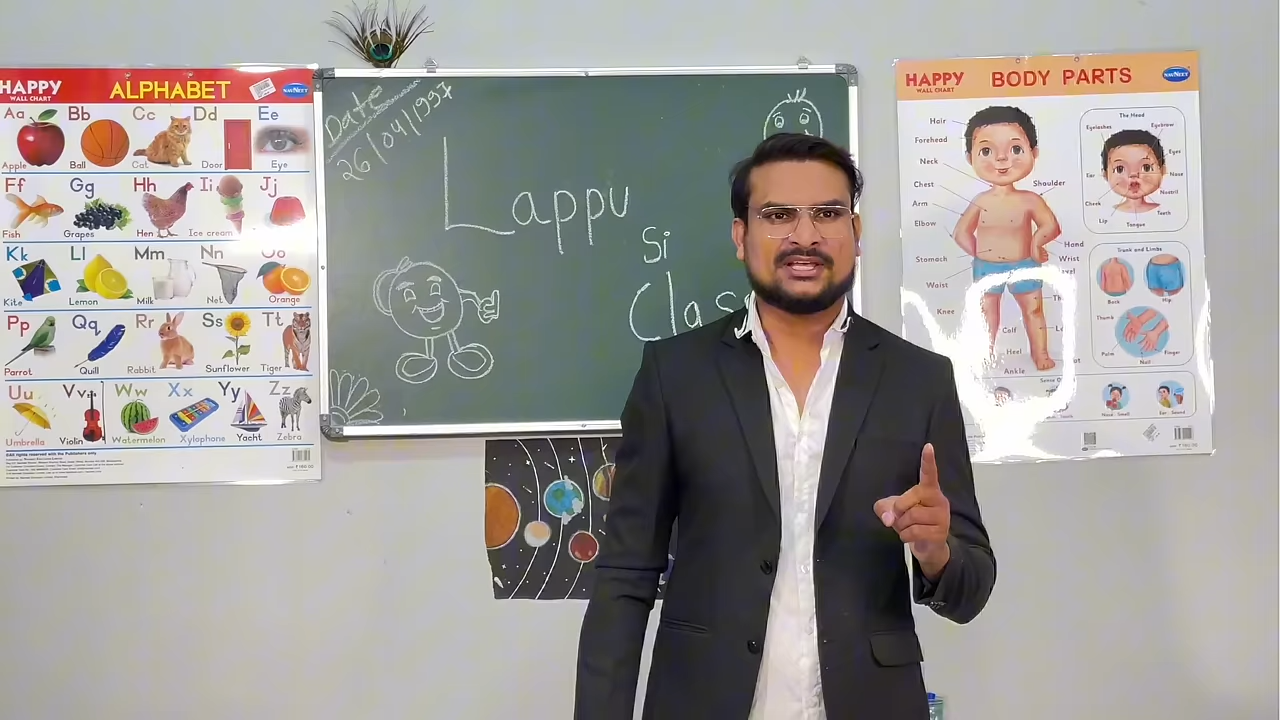 HAPPY
WALL CHART
ALPHABET
NAVNEET
Aa
Bb
Cc
Dd
Ee
Apple
Ball
Cat
Door
Eye
Ff
Gg
Hh
Ii
Jj
Fish
Grapes
Hen
Ice cream
Kk
Ll
Mm
Nn
Oo
Kite
Lemon
Milk
Net
Orange
Pp
Qq
Rr
Ss
Tt
Parrot
Quill
Rabbit
Sunflower
Tiger
Uu
Vv
Ww
Xx
Yy
Zz
Umbrella
Violin
Watermelon
Xylophone
Yacht
Zebra
Date
26/04/1997
Lappu
Si
Clas
HAPPY
WALL CHART
BODY PARTS
NAVNEET
Hair
Forehead
Neck
Chest
Arm
Elbow
Stomach
Waist
Knee
Shoulder
Hand
Wrist
Calf
Heel
Ankle
The Head
Eyelashes
Eyebrow
Eyes
Ear
Nose
Nostril
Cheek
Teeth
Lip
Tongue
Trunk and Limbs
Back
Hip
Thumb
Palm
Finger
Nail